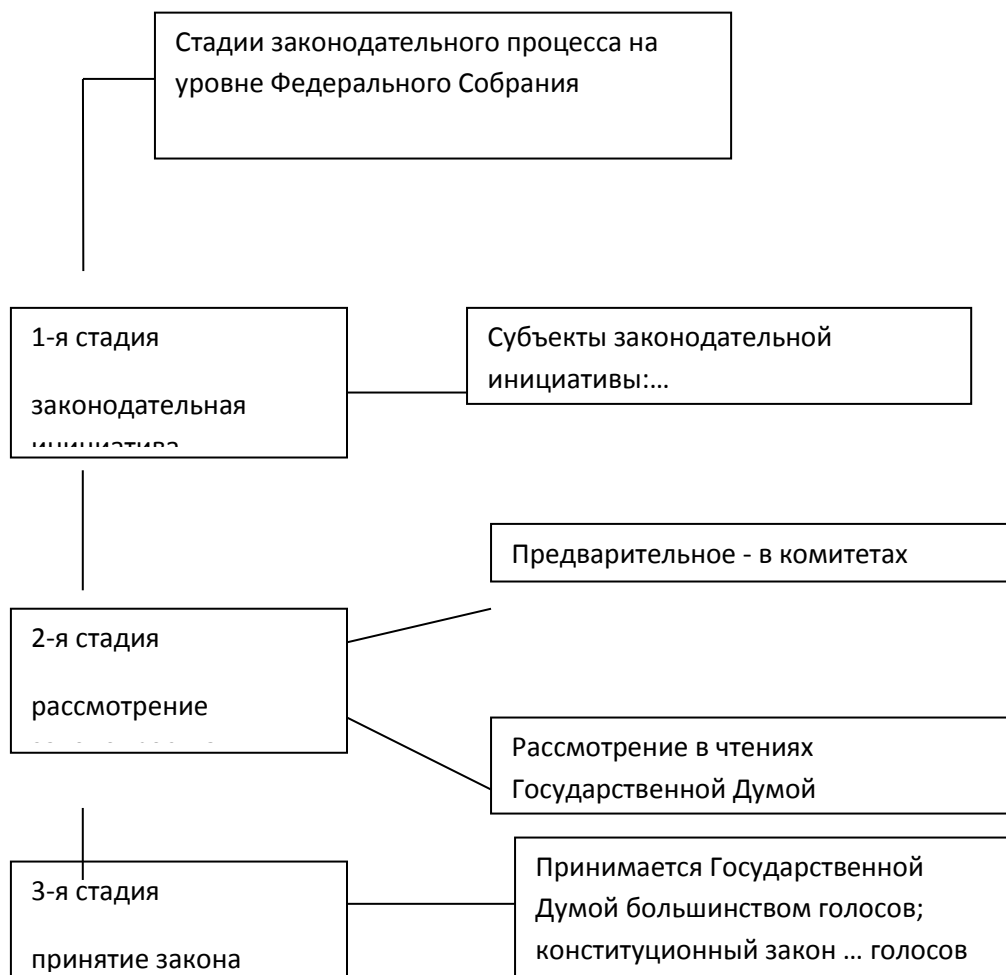 Стадии законодательного процесса на
уровне Федерального Собрания
1-я стадия
законодательная
Субъекты законодательной
инициативы:...
Предварительное - в комитетах
2-я стадия
рассмотрение
Рассмотрение в чтениях
Государственной Думой
3-я стадия
принятие закона
Принимается Государственной
Думой большинством голосов;
конституционный закон ... голосов